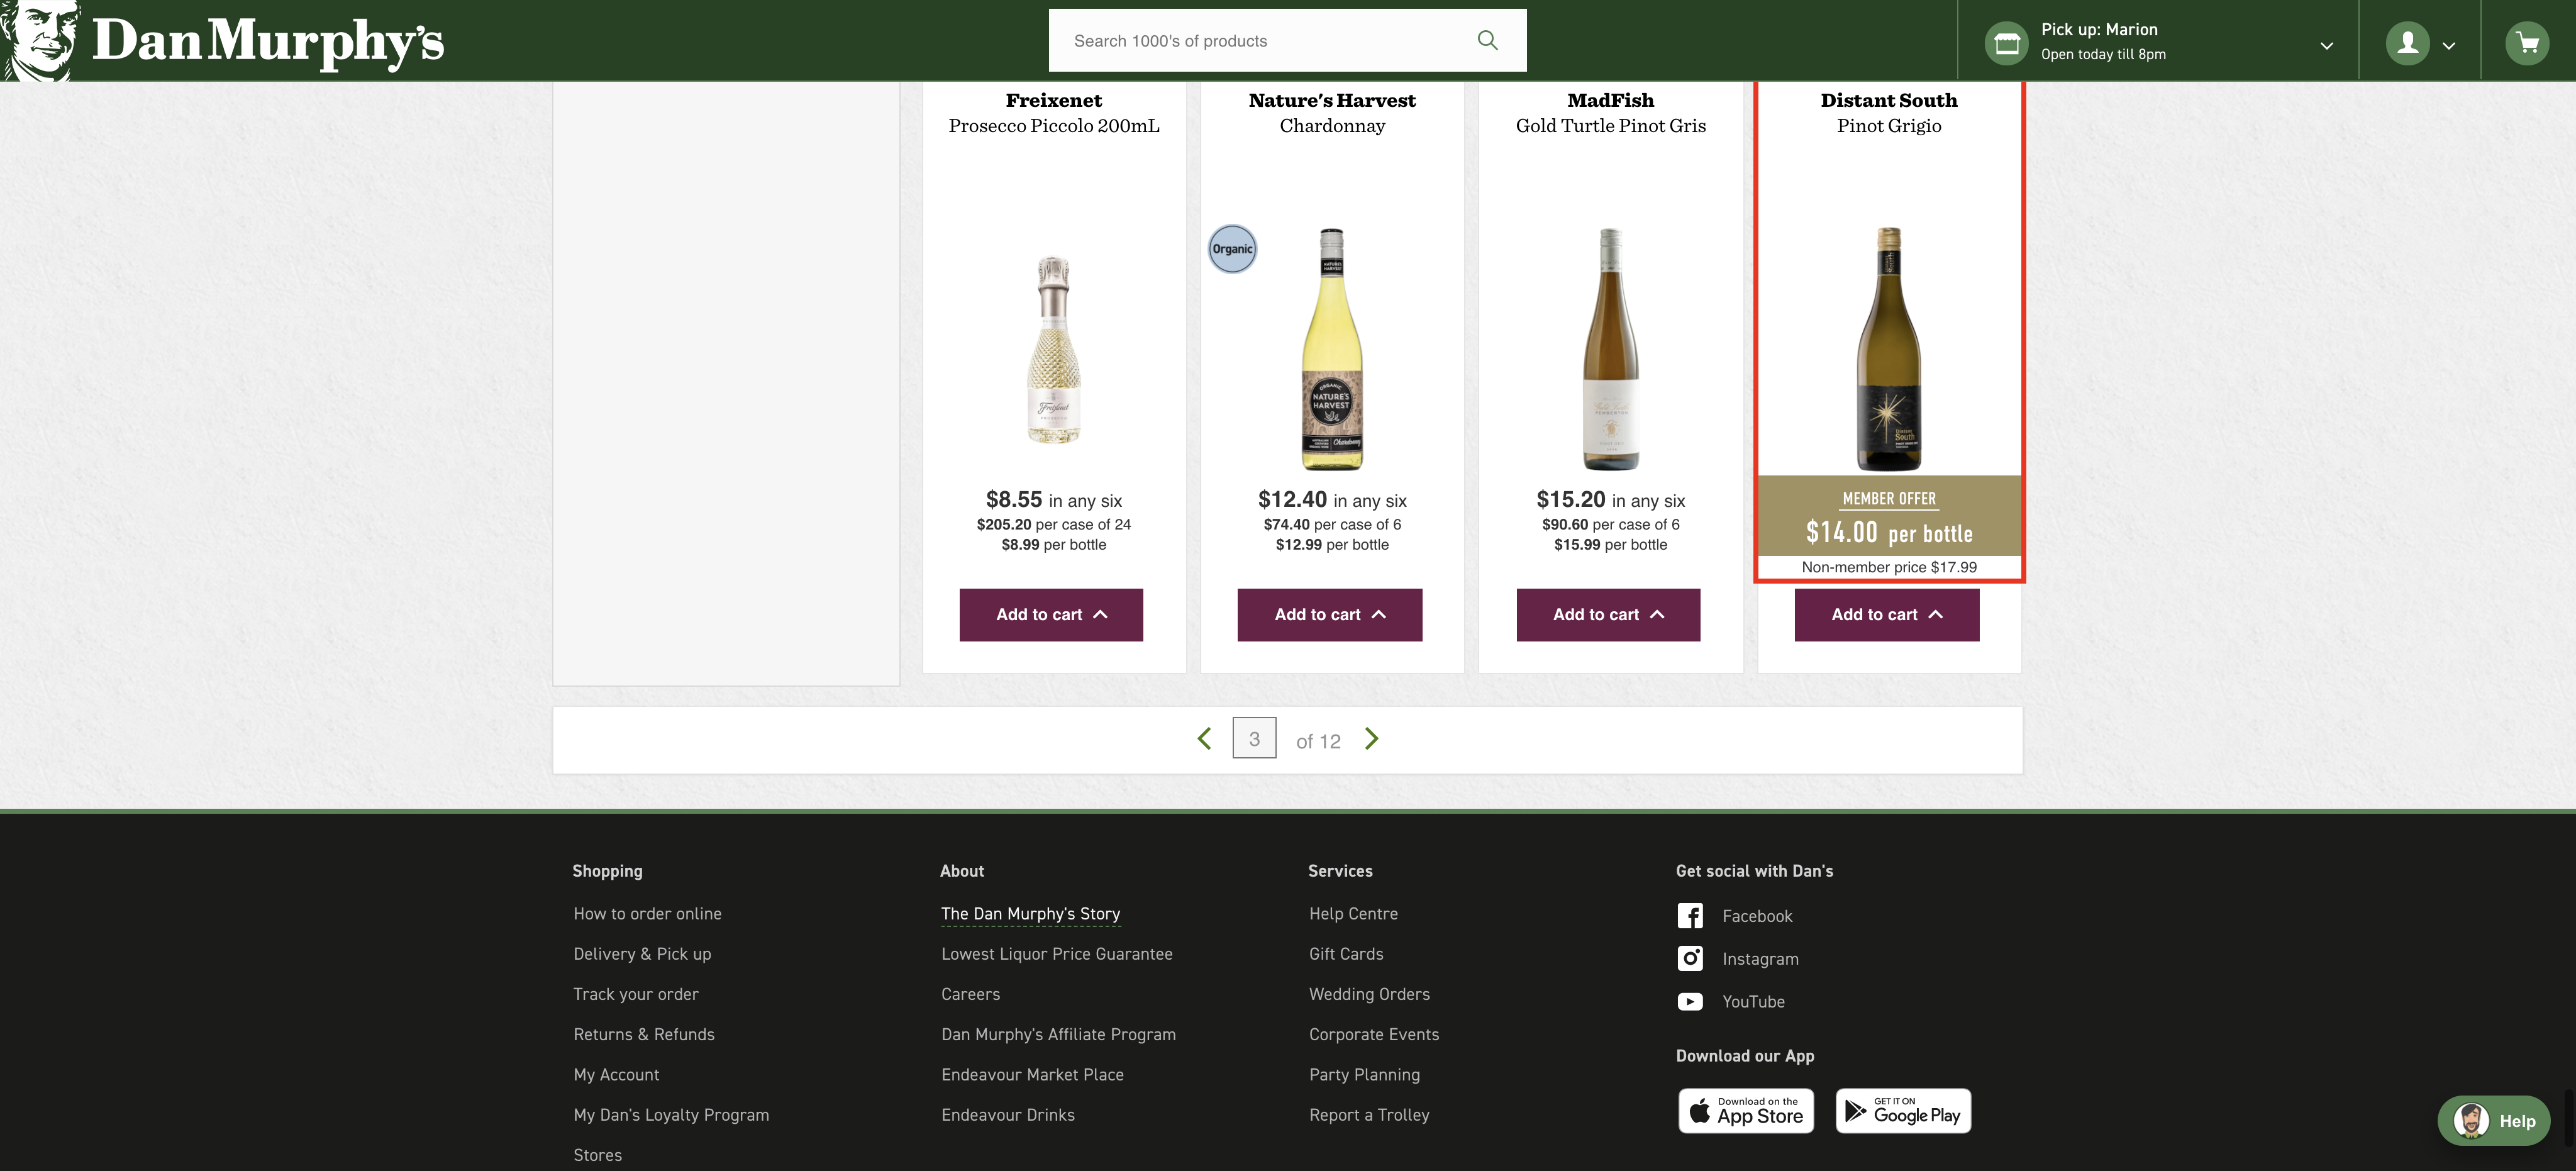 Dan Murphy's
Search 1000's of products
Pick up: Marion
Open today till 8pm
Freixenet
Prosecco Piccolo 200mL
Freixenet
$8.55 in any six
$205.20 per case of 24
$8.99 per bottle
Add to cart
Nature's Harvest
Chardonnay
Organic
NATURE'S
HARVEST
ORGANIC
NATURE'S
HARVEST
Chardonnay
$12.40 in any six
$74.40 per case of 6
$12.99 per bottle
Add to cart
MadFish
Gold Turtle Pinot Gris
$15.20 in any six
$90.60 per case of 6
$15.99 per bottle
Add to cart
Distant South
Pinot Grigio
Distant
South
MEMBER OFFER
$14.00 per bottle
Non-member price $17.99
Add to cart
3 of 12
Shopping
How to order online
Delivery & Pick up
Track your order
Returns & Refunds
My Account
My Dan's Loyalty Program
Stores
About
The Dan Murphy's Story
Lowest Liquor Price Guarantee
Careers
Dan Murphy's Affiliate Program
Endeavour Market Place
Endeavour Drinks
Services
Help Centre
Gift Cards
Wedding Orders
Corporate Events
Party Planning
Report a Trolley
Get social with Dan's
Facebook
Instagram
YouTube
Download our App
Download on the
App Store
GET IT ON
Google Play
Help